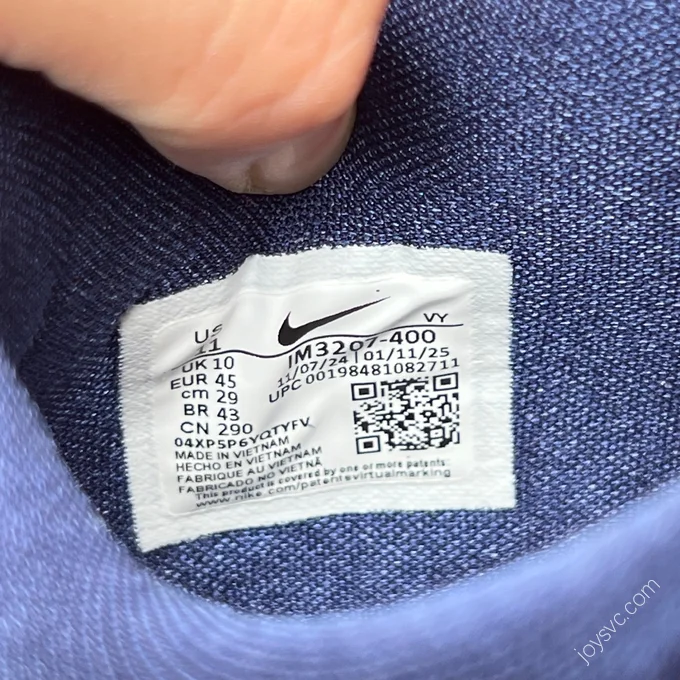 VY
US 11
UK 10
EUR 45
cm 29
BR 43
CN 290
IM3207-400
11/07/24 | 01/11/25
UPC 00198481082711
04XP5P6YQTYFV
MADE IN VIETNAM
HECHO EN VIETNAM
FABRIQUE AU VIETNA
FABRICADO NO VIETNÃ
This product is covered by one or more patents.
www.nike.com/patentsvirtualmarking
joysvc.com